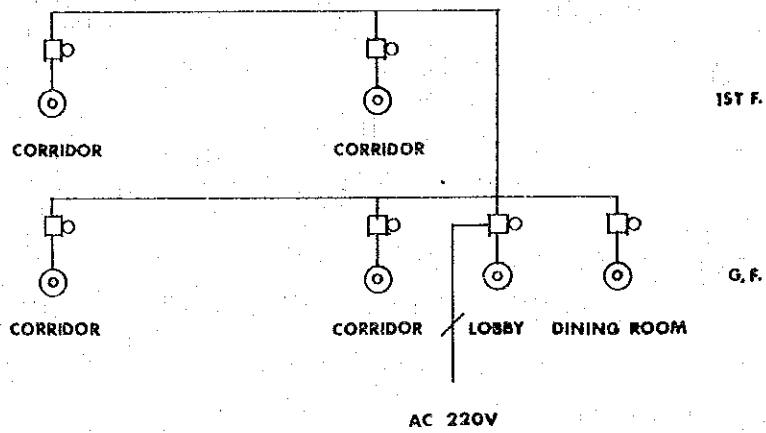 1ST F.
CORRIDOR CORRIDOR
G.F.
CORRIDOR CORRIDOR LOBBY DINING ROOM
AC 220V